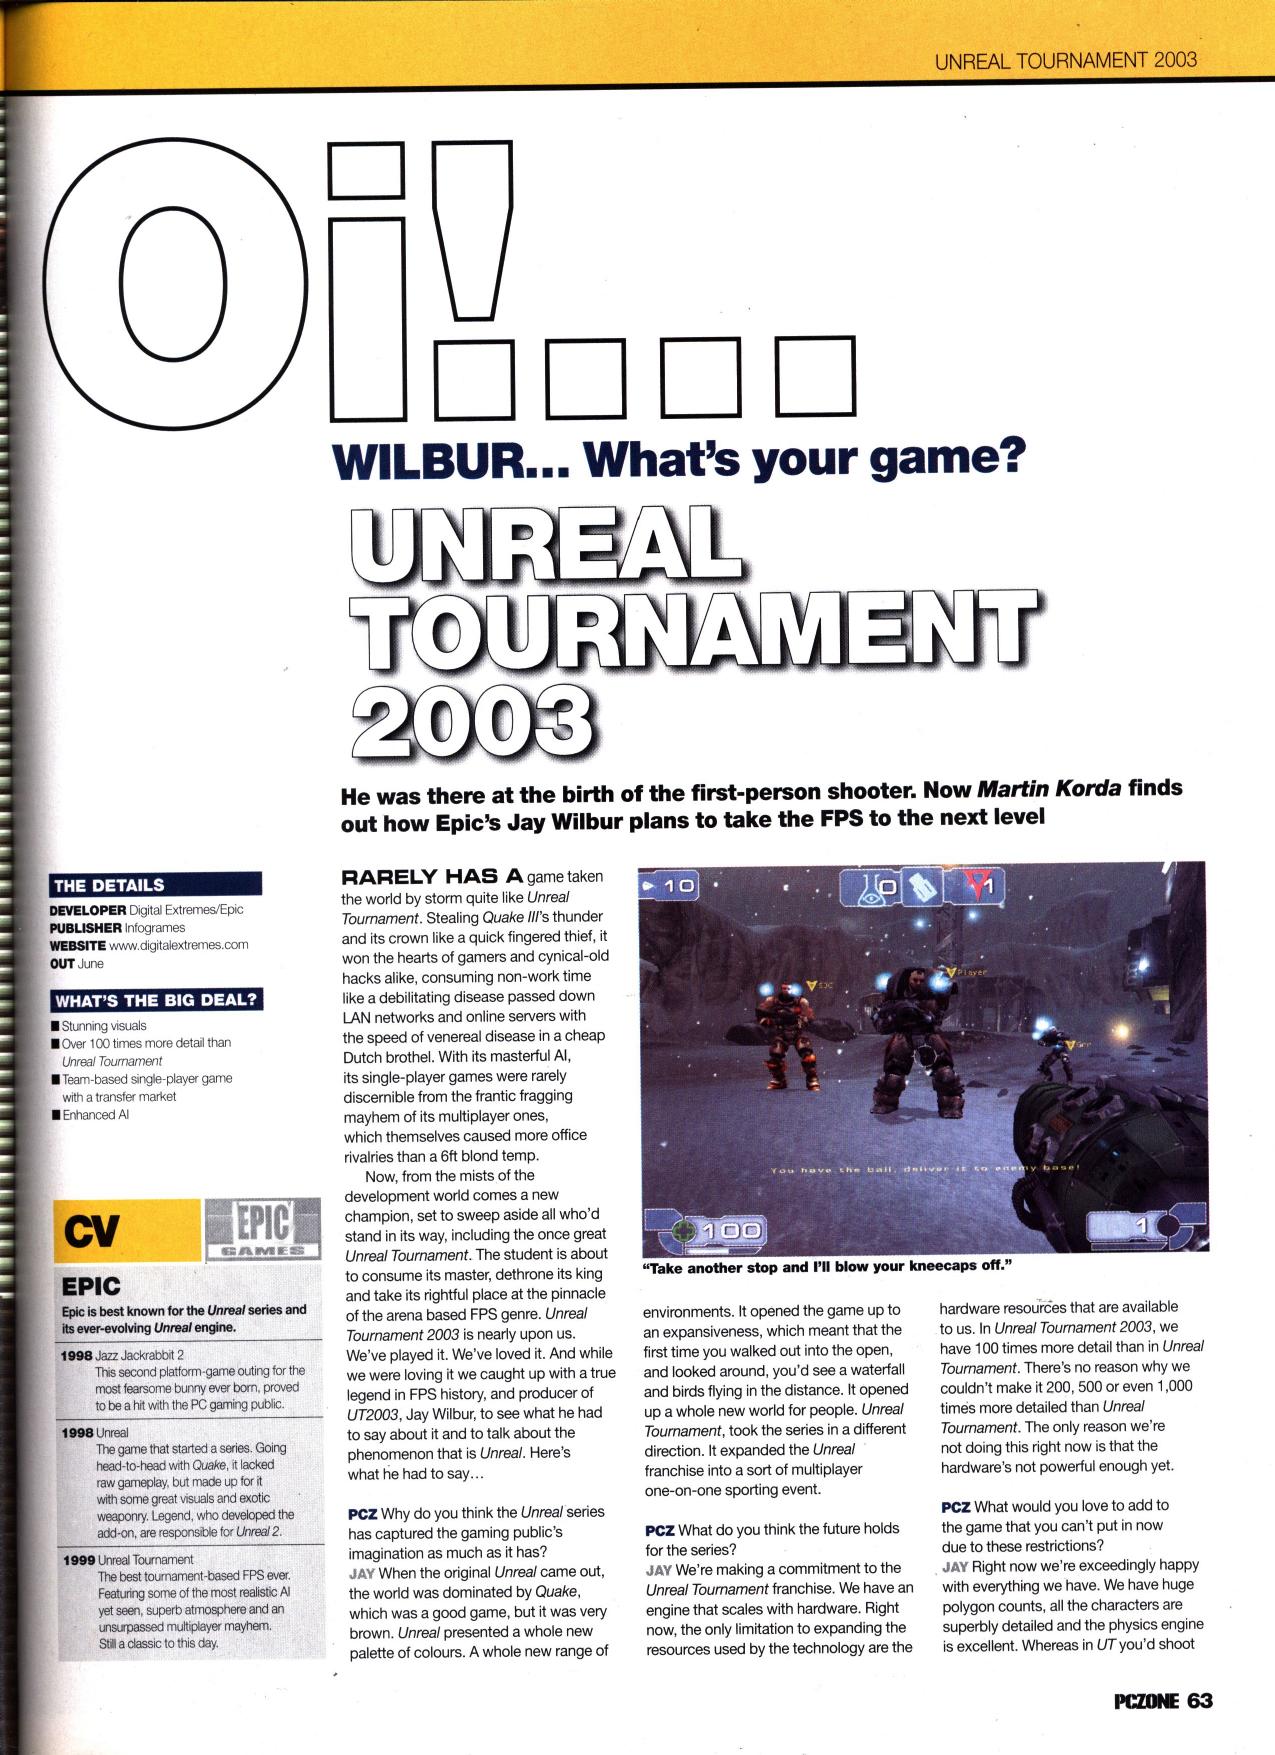 UNREAL TOURNAMENT 2003
Oi!...
WILBUR... What's your game?
UNREAL
TOURNAMENT
2003
He was there at the birth of the first-person shooter. Now Martin Korda finds
out how Epic's Jay Wilbur plans to take the FPS to the next level
THE DETAILS
DEVELOPER Digital Extremes/Epic
PUBLISHER Infogrames
WEBSITE www.digitalextremes.com
OUT June
WHAT'S THE BIG DEAL?
■ Stunning visuals
■ Over 100 times more detail than
Unreal Tournament
■ Team-based single-player game
with a transfer market
■ Enhanced AI
CV
EPIC
GAMES
EPIC
Epic is best known for the Unreal series and
its ever-evolving Unreal engine.
1998 Jazz Jackrabbit 2
This second platform-game outing for the
most fearsome bunny ever born, proved
to be a hit with the PC gaming public.
1998 Unreal
The game that started a series. Going
head-to-head with Quake, it lacked
raw gameplay, but made up for it
with some great visuals and exotic
weaponry. Legend, who developed the
add-on, are responsible for Unreal 2.
1999 Unreal Tournament
The best tournament-based FPS ever.
Featuring some of the most realistic AI
yet seen, superb atmosphere and an
unsurpassed multiplayer mayhem.
Still a classic to this day.
RARELY HAS A game taken
the world by storm quite like Unreal
Tournament. Stealing Quake III's thunder
and its crown like a quick fingered thief, it
won the hearts of gamers and cynical-old
hacks alike, consuming non-work time
like a debilitating disease passed down
LAN networks and online servers with
the speed of venereal disease in a cheap
Dutch brothel. With its masterful AI,
its single-player games were rarely
discernible from the frantic fragging
mayhem of its multiplayer ones,
which themselves caused more office
rivalries than a 6ft blond temp.
Now, from the mists of the
development world comes a new
champion, set to sweep aside all who'd
stand in its way, including the once great
Unreal Tournament. The student is about
to consume its master, dethrone its king
and take its rightful place at the pinnacle
of the arena based FPS genre. Unreal
Tournament 2003 is nearly upon us.
We've played it. We've loved it. And while
we were loving it we caught up with a true
legend in FPS history, and producer of
UT2003, Jay Wilbur, to see what he had
to say about it and to talk about the
phenomenon that is Unreal. Here's
what he had to say...
PCZ Why do you think the Unreal series
has captured the gaming public's
imagination as much as it has?
JAY When the original Unreal came out,
the world was dominated by Quake,
which was a good game, but it was very
brown. Unreal presented a whole new
palette of colours. A whole new range of
10
0
1
Player
You have the ball, deliver it to enemy base!
100
1
"Take another stop and I'll blow your kneecaps off."
environments. It opened the game up to
an expansiveness, which meant that the
first time you walked out into the open,
and looked around, you'd see a waterfall
and birds flying in the distance. It opened
up a whole new world for people. Unreal
Tournament, took the series in a different
direction. It expanded the Unreal
franchise into a sort of multiplayer
one-on-one sporting event.
PCZ What do you think the future holds
for the series?
JAY We're making a commitment to the
Unreal Tournament franchise. We have an
engine that scales with hardware. Right
now, the only limitation to expanding the
resources used by the technology are the
hardware resources that are available
to us. In Unreal Tournament 2003, we
have 100 times more detail than in Unreal
Tournament. There's no reason why we
couldn't make it 200, 500 or even 1,000
times more detailed than Unreal
Tournament. The only reason we're
not doing this right now is that the
hardware's not powerful enough yet.
PCZ What would you love to add to
the game that you can't put in now
due to these restrictions?
JAY Right now we're exceedingly happy
with everything we have. We have huge
polygon counts, all the characters are
superbly detailed and the physics engine
is excellent. Whereas in UT you'd shoot
PCZONE 63